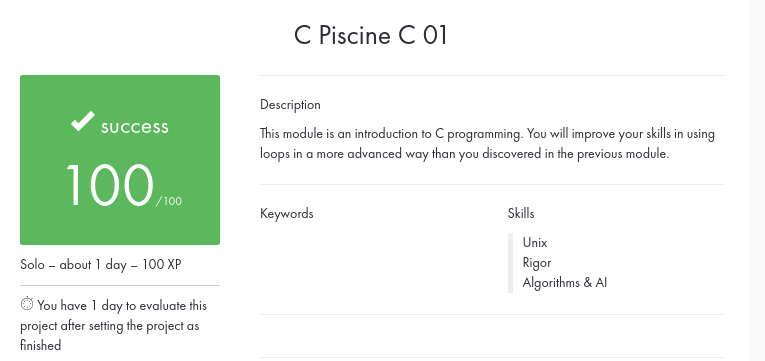 C Piscine C 01
success
100/100
Solo – about 1 day – 100 XP
You have 1 day to evaluate this
project after setting the project as
finished
Description
This module is an introduction to C programming. You will improve your skills in using
loops in a more advanced way than you discovered in the previous module.
Keywords
Skills
Unix
Rigor
Algorithms & AI